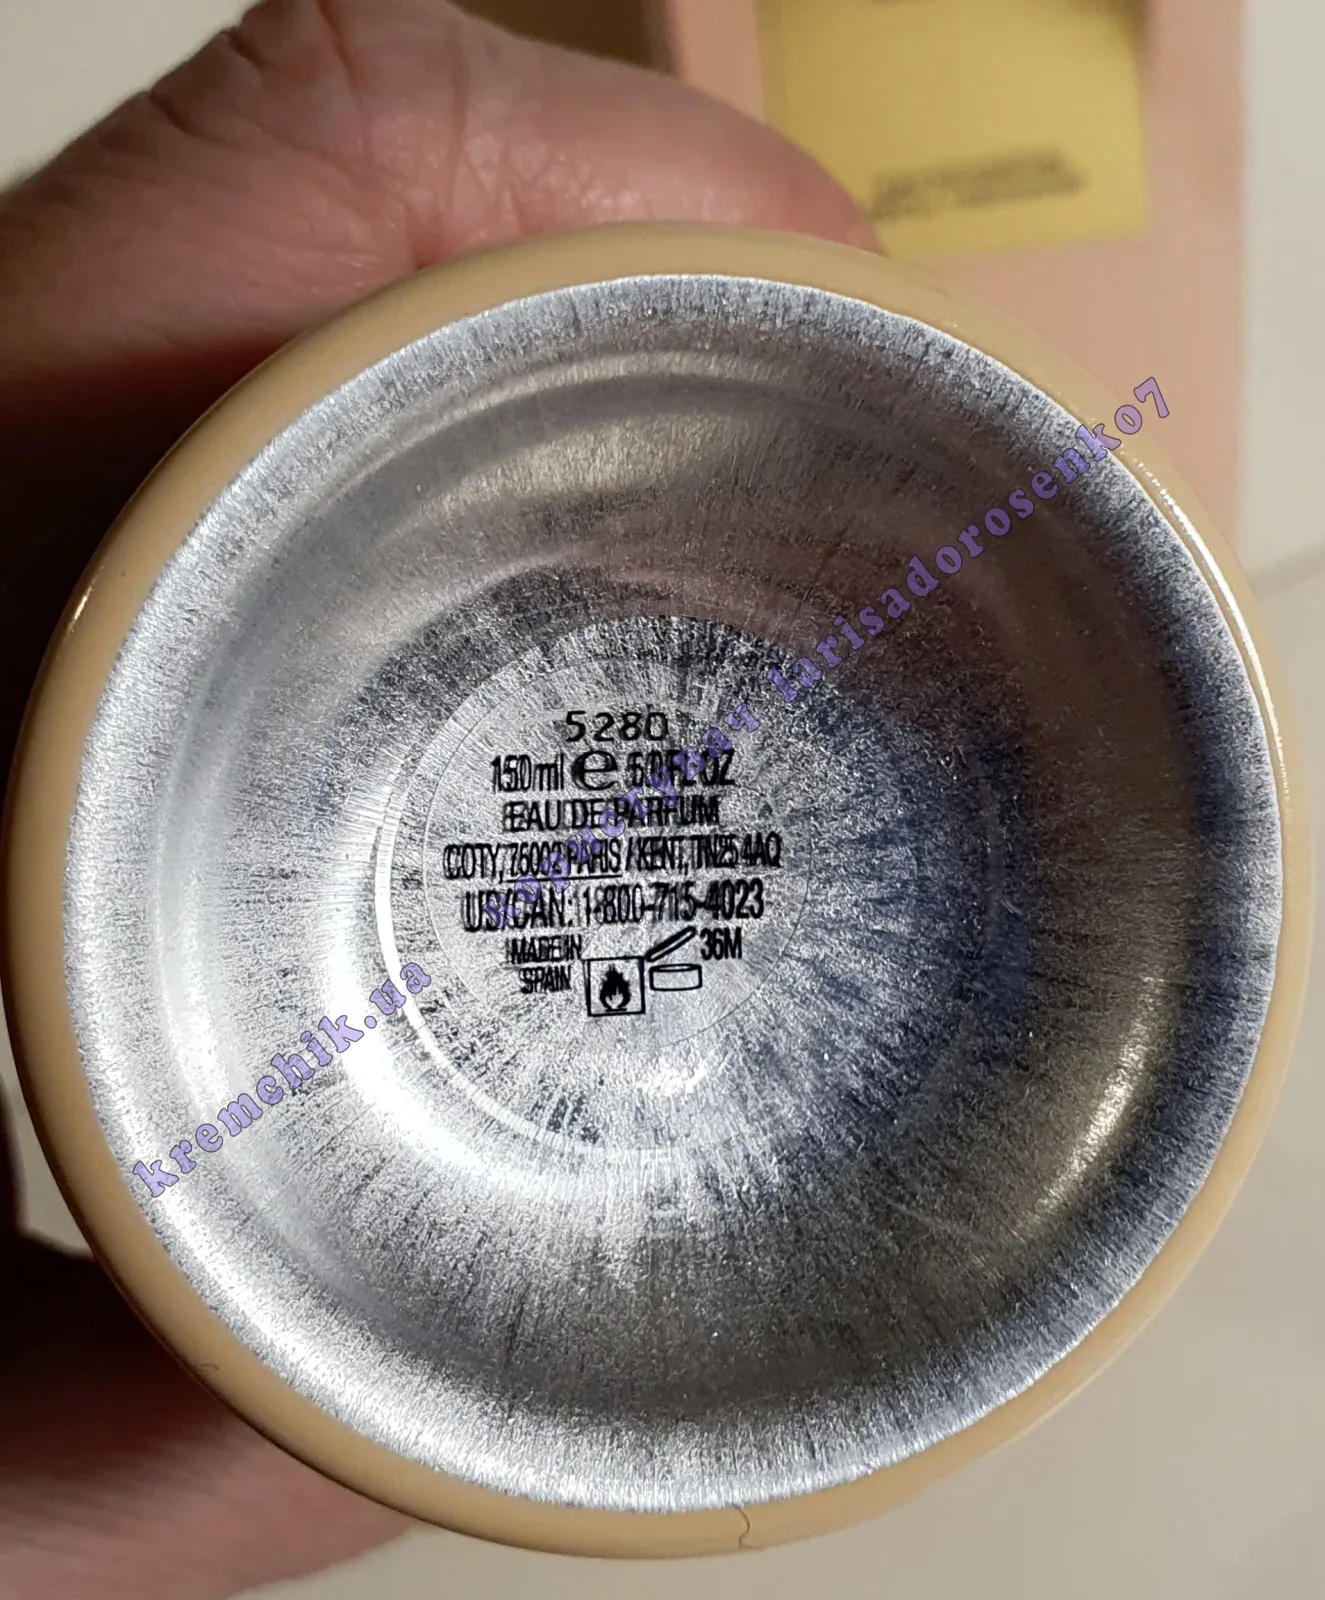 5280
150 ml e 5.0 FL OZ
EAU DE PARFUM
COTY, 75002 PARIS / KENT, TN25 4AQ
US/CAN: 1-800-715-4023
MADE IN
SPAIN
36M
kremchik.ua
larisadorosenko7